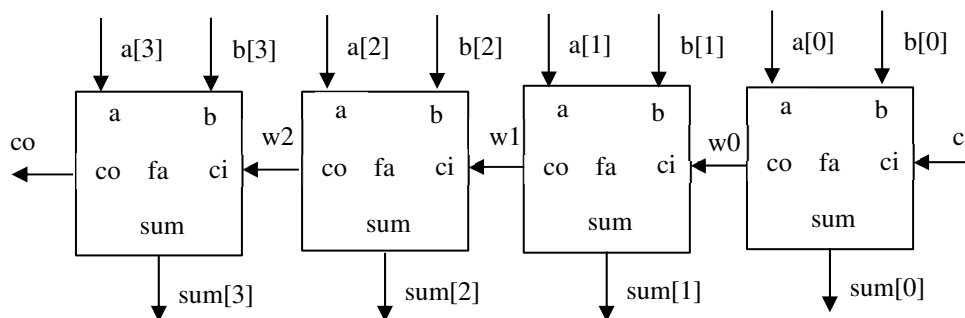 a[3] b[3] a[2] b[2] a[1] b[1] a[0] b[0]
a b a b a b a b
co w2 w1 w0 c
co fa ci co fa ci co fa ci co fa ci
sum sum sum sum
sum[3] sum[2] sum[1] sum[0]